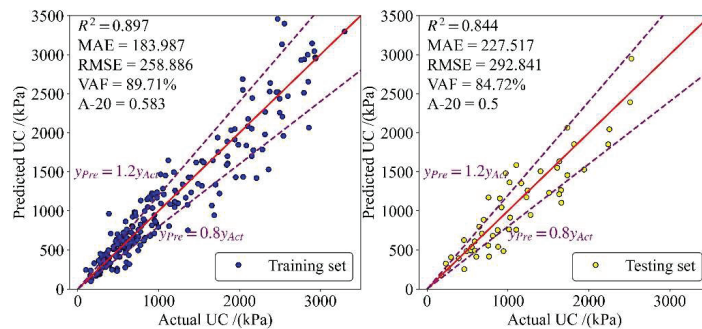 3500
3000
2500
2000
1500
1000
500
0
Predicted UC /(kPa)
R² = 0.897
MAE = 183.987
RMSE = 258.886
VAF = 89.71%
A-20 = 0.583
y_Pre = 1.2y_Act
y_Pre = 0.8y_Act
Training set
0 1000 2000 3000
Actual UC /(kPa)
3500
3000
2500
2000
1500
1000
500
0
Predicted UC /(kPa)
R² = 0.844
MAE = 227.517
RMSE = 292.841
VAF = 84.72%
A-20 = 0.5
y_Pre = 1.2y_Act
y_Pre = 0.8y_Act
Testing set
0 1000 2000 3000
Actual UC /(kPa)